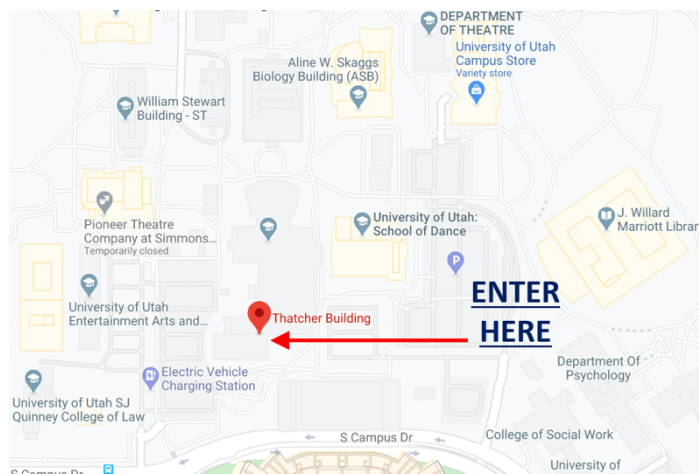 DEPARTMENT
OF THEATRE
University of Utah
Campus Store
Variety store
Aline W. Skaggs
Biology Building (ASB)
William Stewart
Building - ST
Pioneer Theatre
Company at Simmons...
Temporarily closed
University of Utah:
School of Dance
J. Willard
Marriott Librar
P
University of Utah
Entertainment Arts and...
Thatcher Building
ENTER
HERE
Electric Vehicle
Charging Station
Department Of
Psychology
University of Utah SJ
Quinney College of Law
S Campus Dr
College of Social Work
S Campus Dr
University of